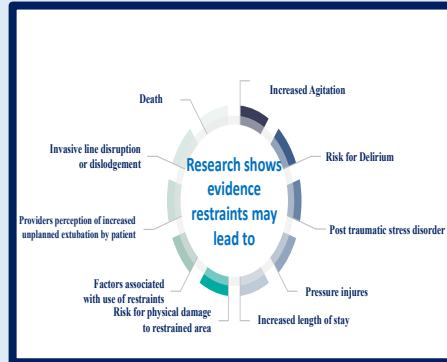 Increased Agitation
Risk for Delirium
Post traumatic stress disorder
Pressure injures
Increased length of stay
Risk for physical damage
to restrained area
Factors associated
with use of restraints
Providers perception of increased
unplanned extubation by patient
Invasive line disruption
or dislodgement
Death
Research shows
evidence
restraints may
lead to